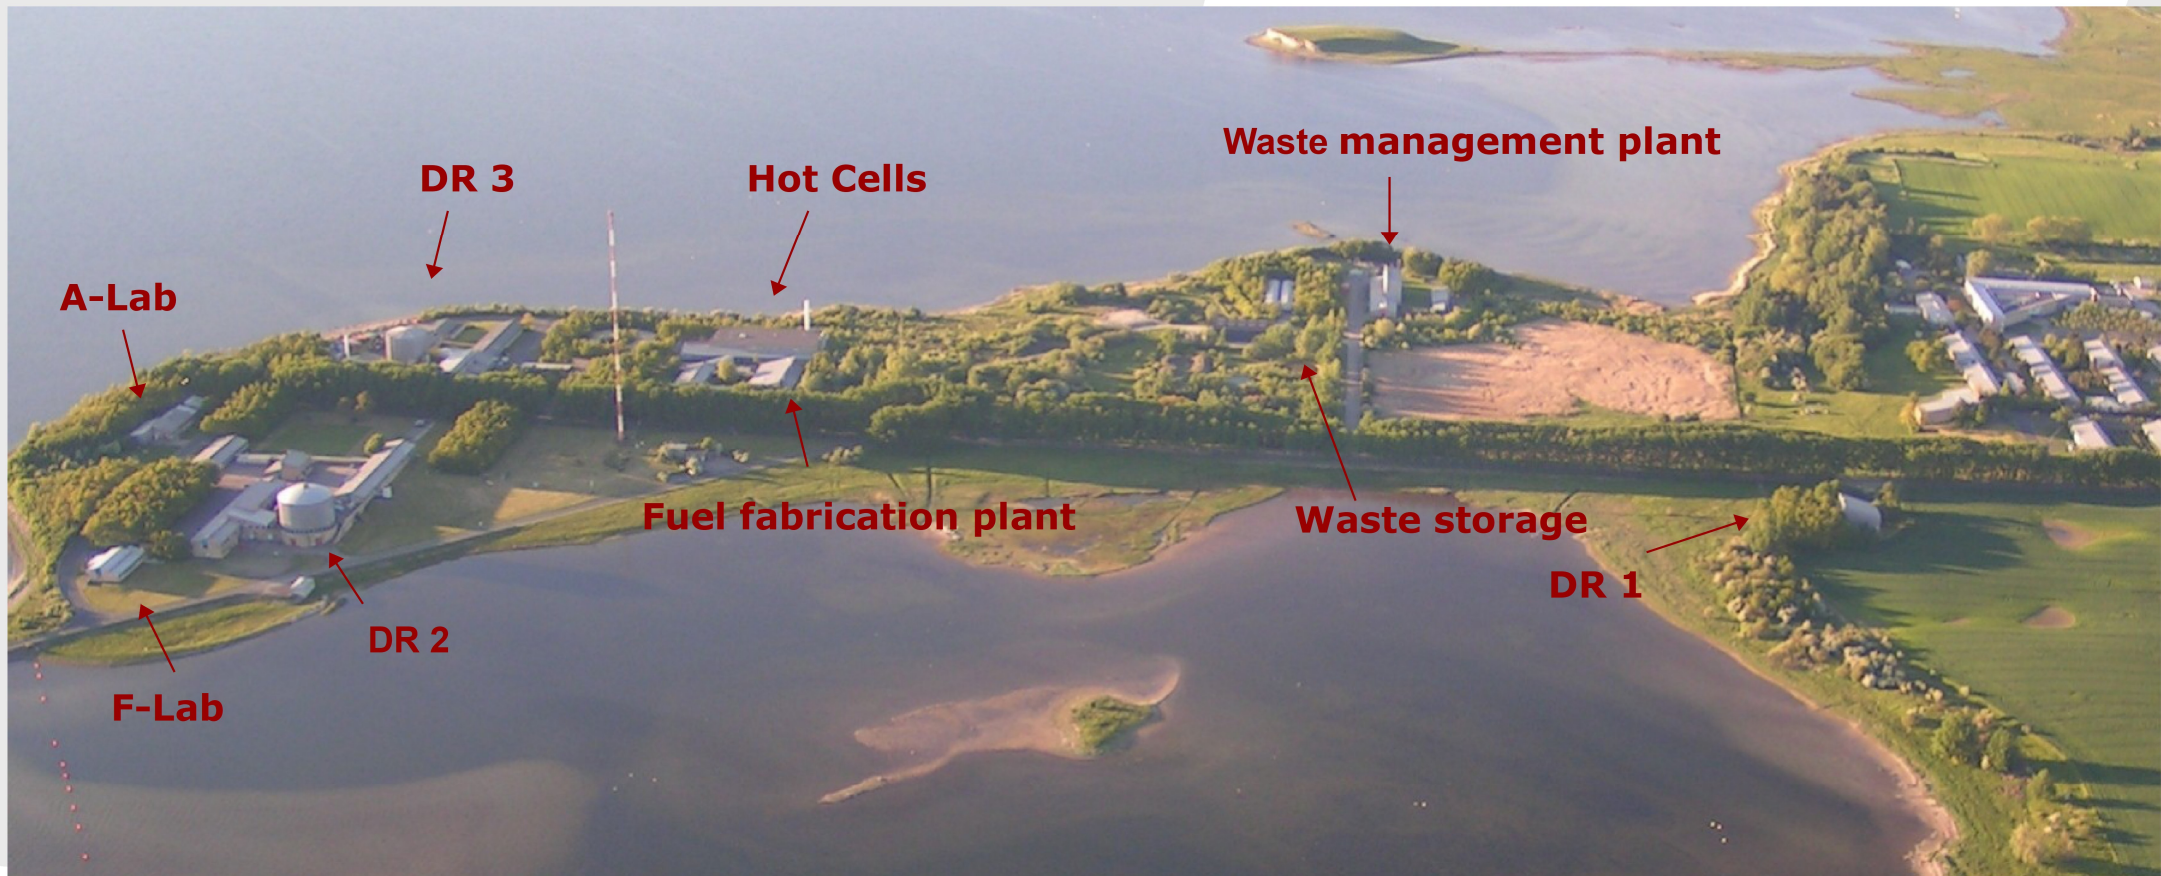 Waste management plant
DR 3
Hot Cells
A-Lab
Fuel fabrication plant
Waste storage
DR 1
DR 2
F-Lab